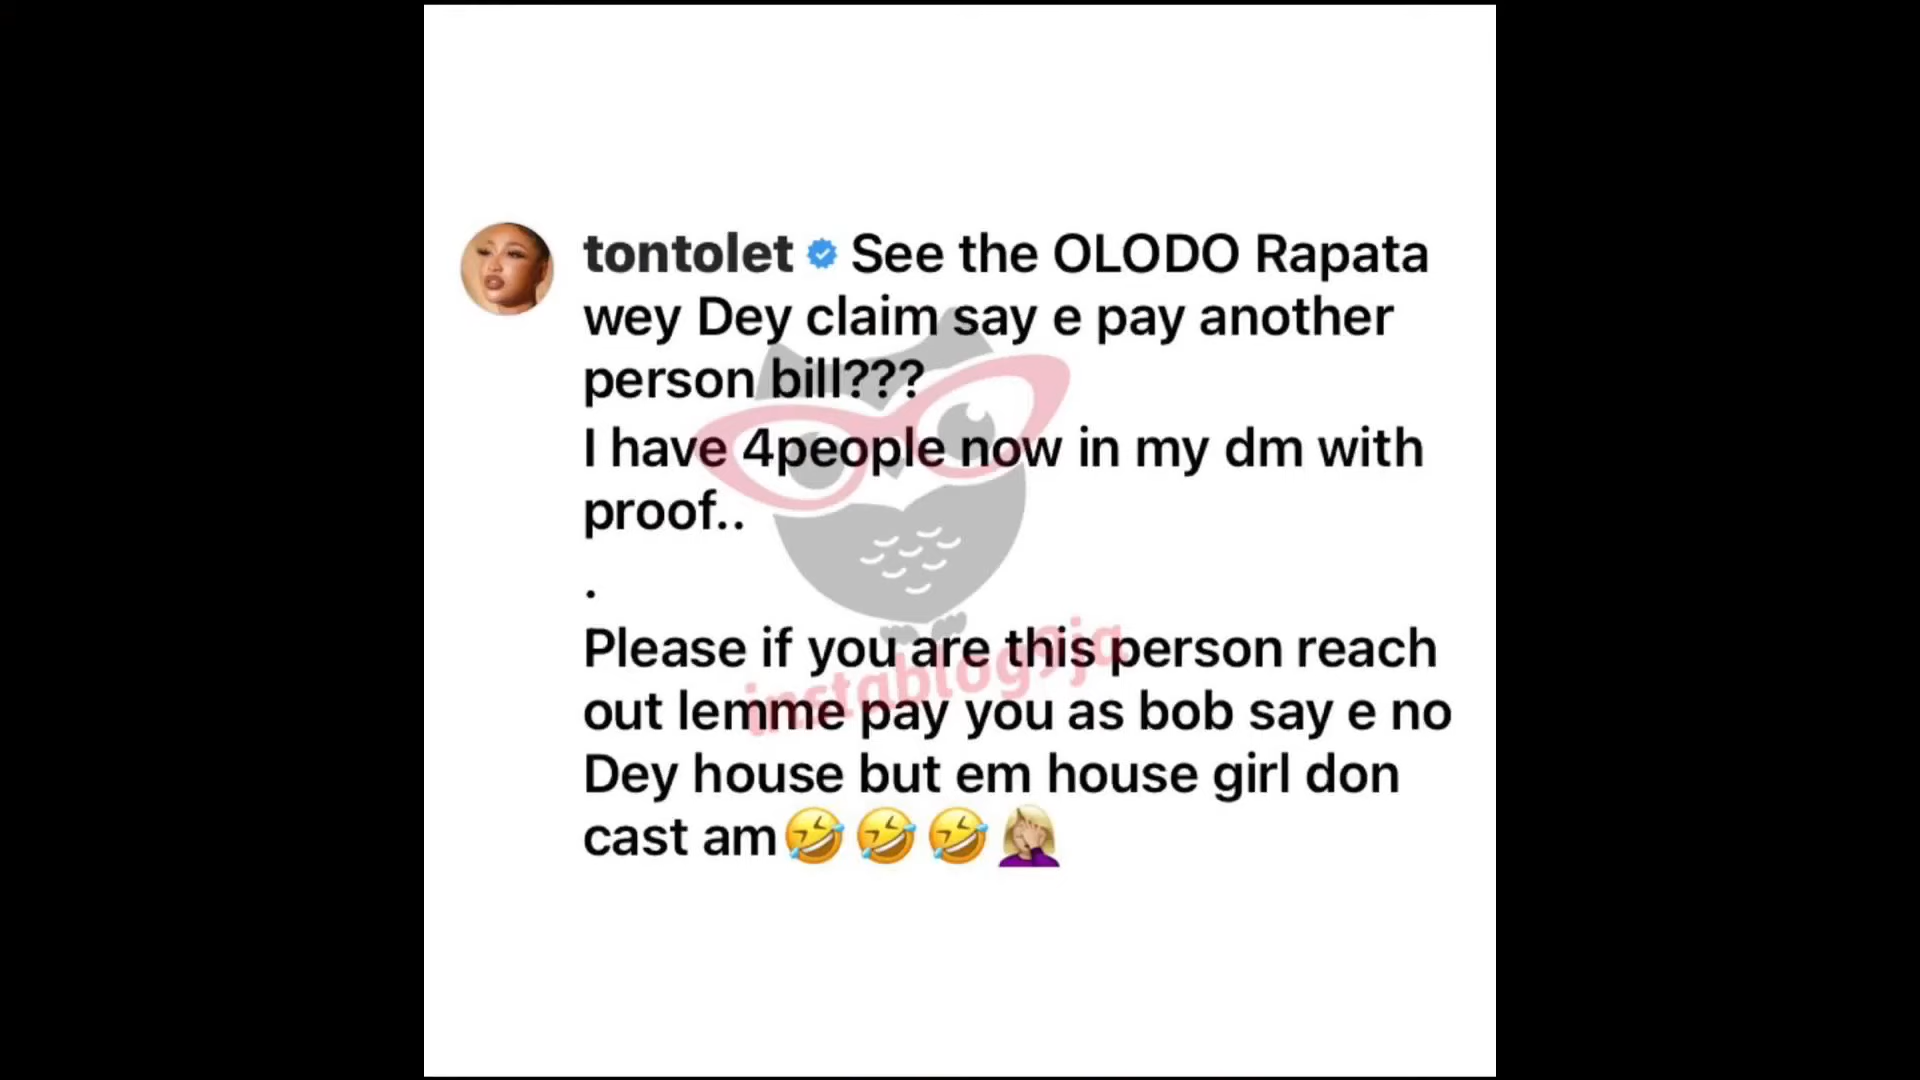 tontolet See the OLODO Rapata
wey Dey claim say e pay another
person bill???
I have 4people now in my dm with
proof..
.
Please if you are this person reach
out lemme pay you as bob say e no
Dey house but em house girl don
cast am🤣🤣🤣🤦🏼‍♀️
instablog9ja